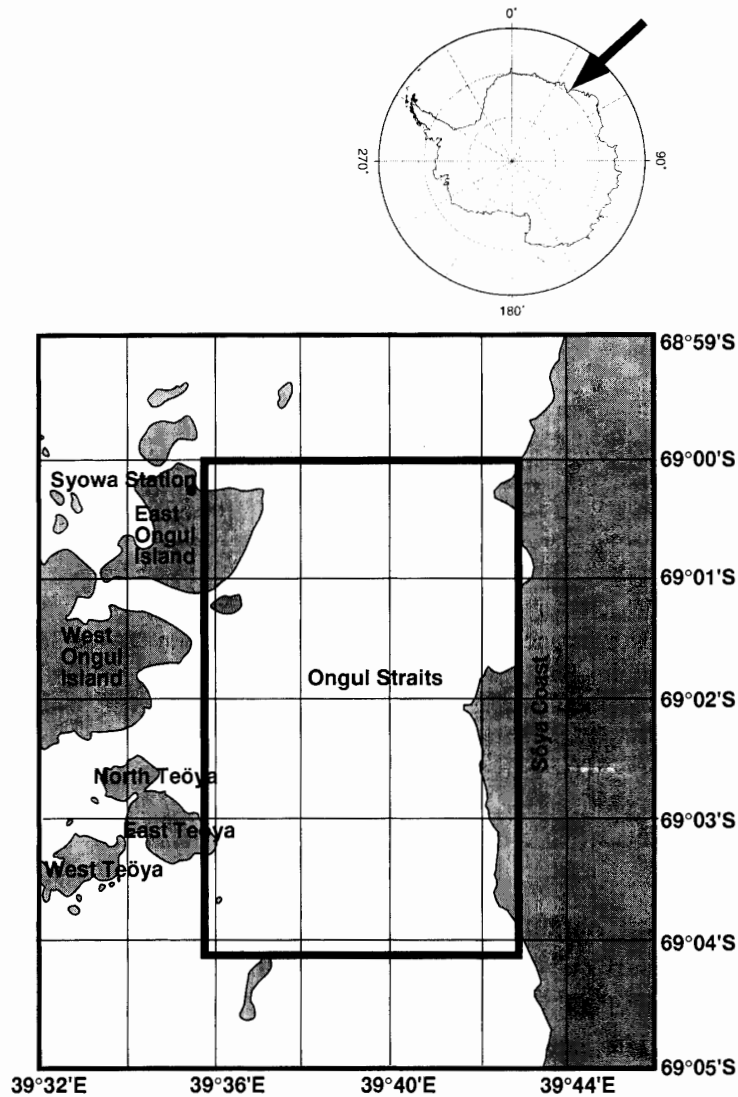 0°
270°
90°
180°
68°59'S
69°00'S
Syowa Station
East
Ongul
Island
69°01'S
West
Ongul
Island
Ongul Straits
Sôya Coast
69°02'S
North Teöya
69°03'S
East Teöya
West Teöya
69°04'S
69°05'S
39°32'E
39°36'E
39°40'E
39°44'E